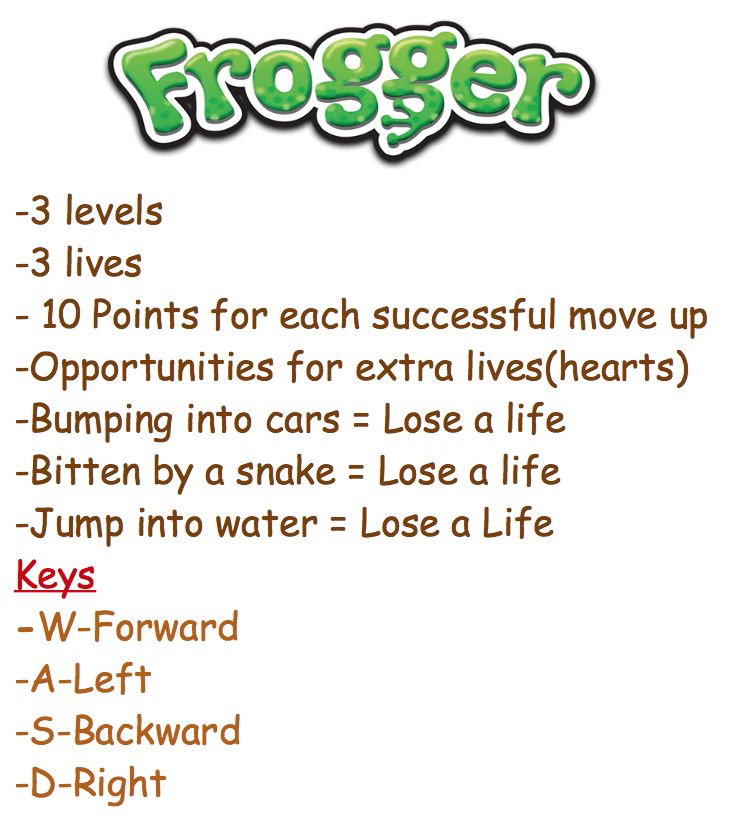 Frogger
-3 levels
-3 lives
- 10 Points for each successful move up
-Opportunities for extra lives(hearts)
-Bumping into cars = Lose a life
-Bitten by a snake = Lose a life
-Jump into water = Lose a Life
Keys
-W-Forward
-A-Left
-S-Backward
-D-Right